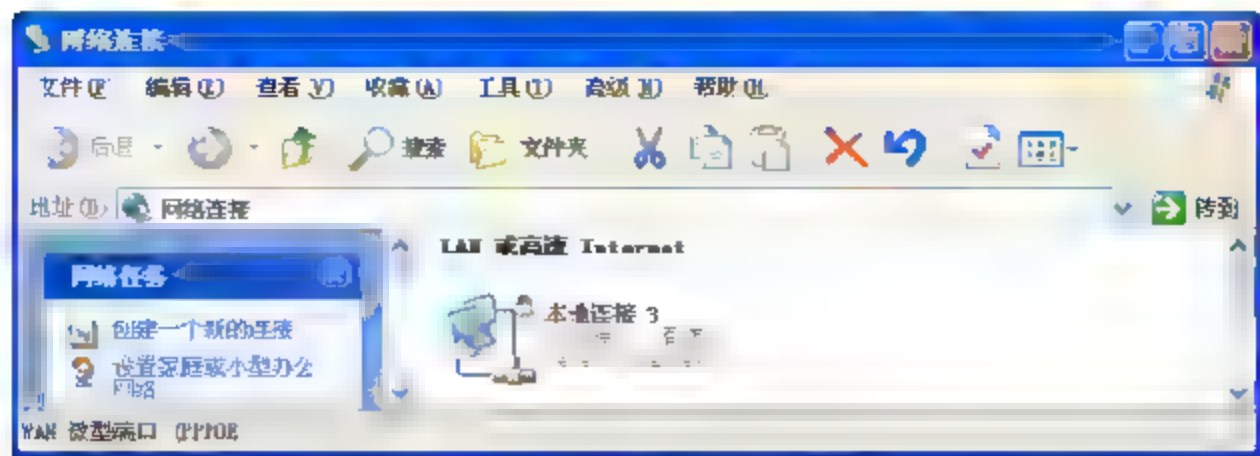 网络连接
文件(F) 编辑(E) 查看(V) 收藏(A) 工具(T) 高级(N) 帮助(H)
后退 搜索 文件夹
地址(D) 网络连接 转到
LAN 或高速 Internet
网络任务
本地连接 3
创建一个新的连接
设置家庭或小型办公
网络
WAN 微型端口